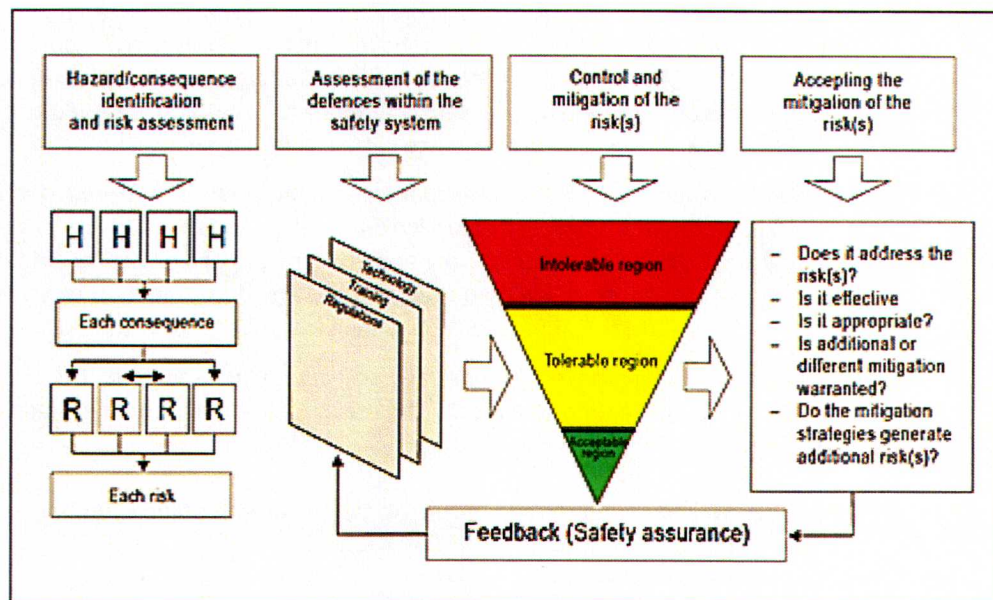 Hazard/consequence
identification
and risk assessment
Assessment of the
defences within the
safety system
Control and
mitigation of the
risk(s)
Accepting the
mitigation of the
risk(s)
H H H H
Each consequence
R R R R
Each risk
Technology
Training
Regulations
Intolerable region
Tolerable region
Acceptable
region
– Does it address the
risk(s)?
– Is it effective
– Is it appropriate?
– Is additional or
different mitigation
warranted?
– Do the mitigation
strategies generate
additional risk(s)?
Feedback (Safety assurance)